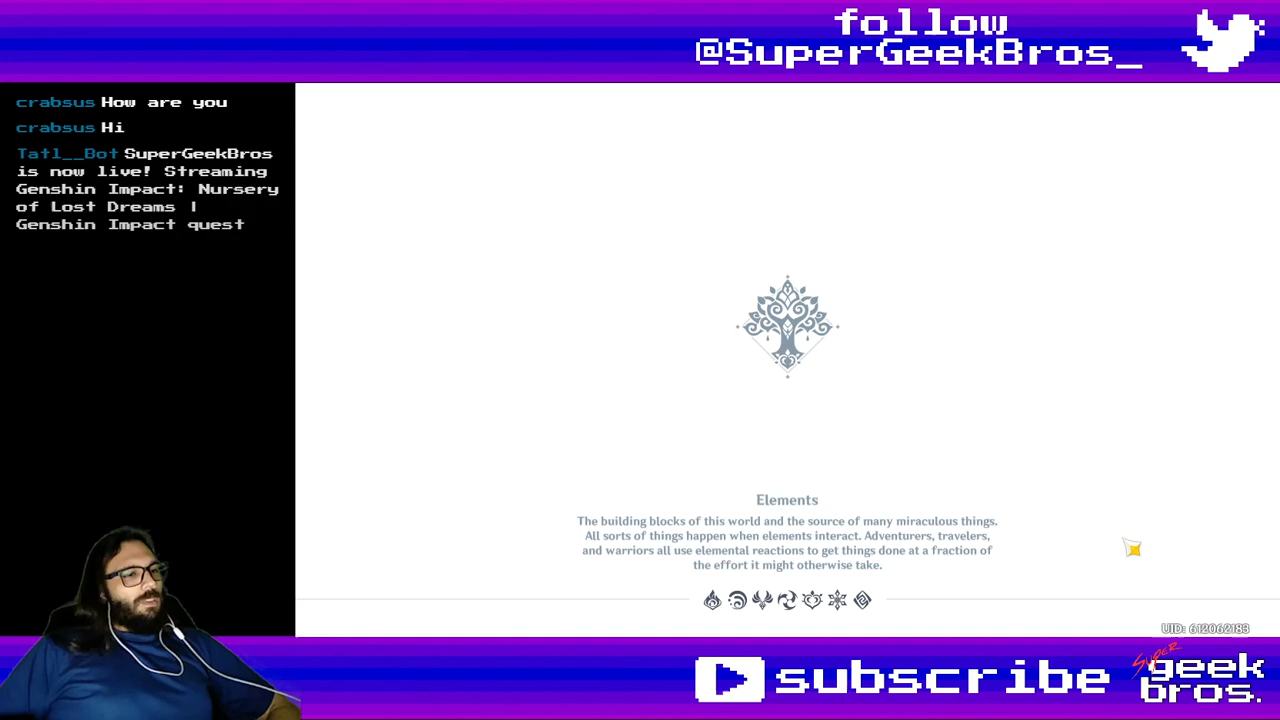 follow
@SuperGeekBros_
crabsus How are you
crabsus Hi
Tatl__Bot SuperGeekBros
is now live! Streaming
Genshin Impact: Nursery
of Lost Dreams |
Genshin Impact quest
Elements
The building blocks of this world and the source of many miraculous things.
All sorts of things happen when elements interact. Adventurers, travelers,
and warriors all use elemental reactions to get things done at a fraction of
the effort it might otherwise take.
UID: 612062183
subscribe
SUPER
geek
bros.